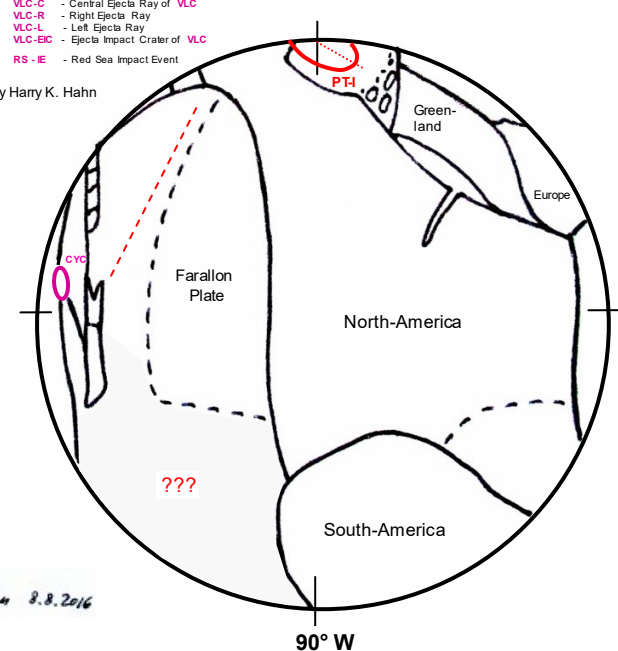 VLC-C - Central Ejecta Ray of VLC
VLC-R - Right Ejecta Ray
VLC-L - Left Ejecta Ray
VLC-EIC - Ejecta Impact Crater of VLC
RS - IE - Red Sea Impact Event
y Harry K. Hahn
PT-I
Green-
land
Europe
CYC
Farallon
Plate
North-America
???
South-America
8.8.2016
90° W